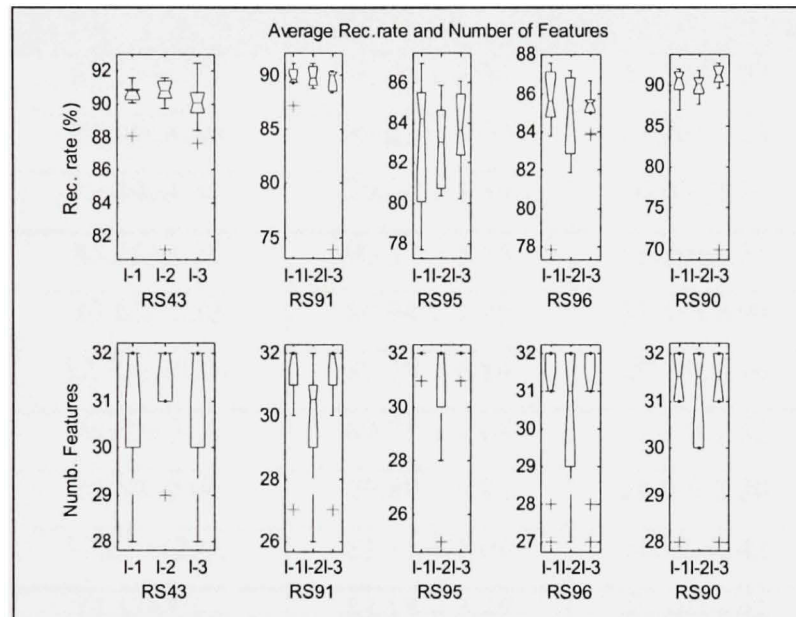 Average Rec.rate and Number of Features
Rec. rate (%)
92
90
88
86
84
82
I-1 I-2 I-3
RS43
90
85
80
75
I-1I-2I-3
RS91
86
84
82
80
78
I-1I-2I-3
RS95
88
86
84
82
80
78
I-1I-2I-3
RS96
90
85
80
75
70
I-1I-2I-3
RS90
Numb. Features
32
31
30
29
28
I-1 I-2 I-3
RS43
32
30
28
26
I-1I-2I-3
RS91
32
30
28
26
I-1I-2I-3
RS95
32
31
30
29
28
27
I-1I-2I-3
RS96
32
31
30
29
28
I-1I-2I-3
RS90